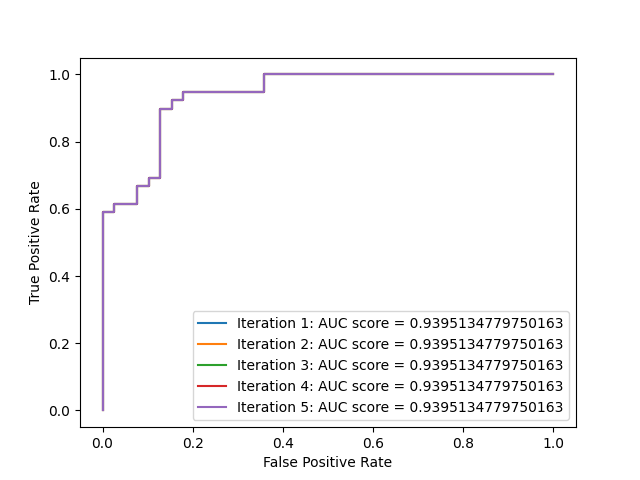 1.0
0.8
0.6
0.4
0.2
0.0
True Positive Rate
Iteration 1: AUC score = 0.9395134779750163
Iteration 2: AUC score = 0.9395134779750163
Iteration 3: AUC score = 0.9395134779750163
Iteration 4: AUC score = 0.9395134779750163
Iteration 5: AUC score = 0.9395134779750163
0.0 0.2 0.4 0.6 0.8 1.0
False Positive Rate